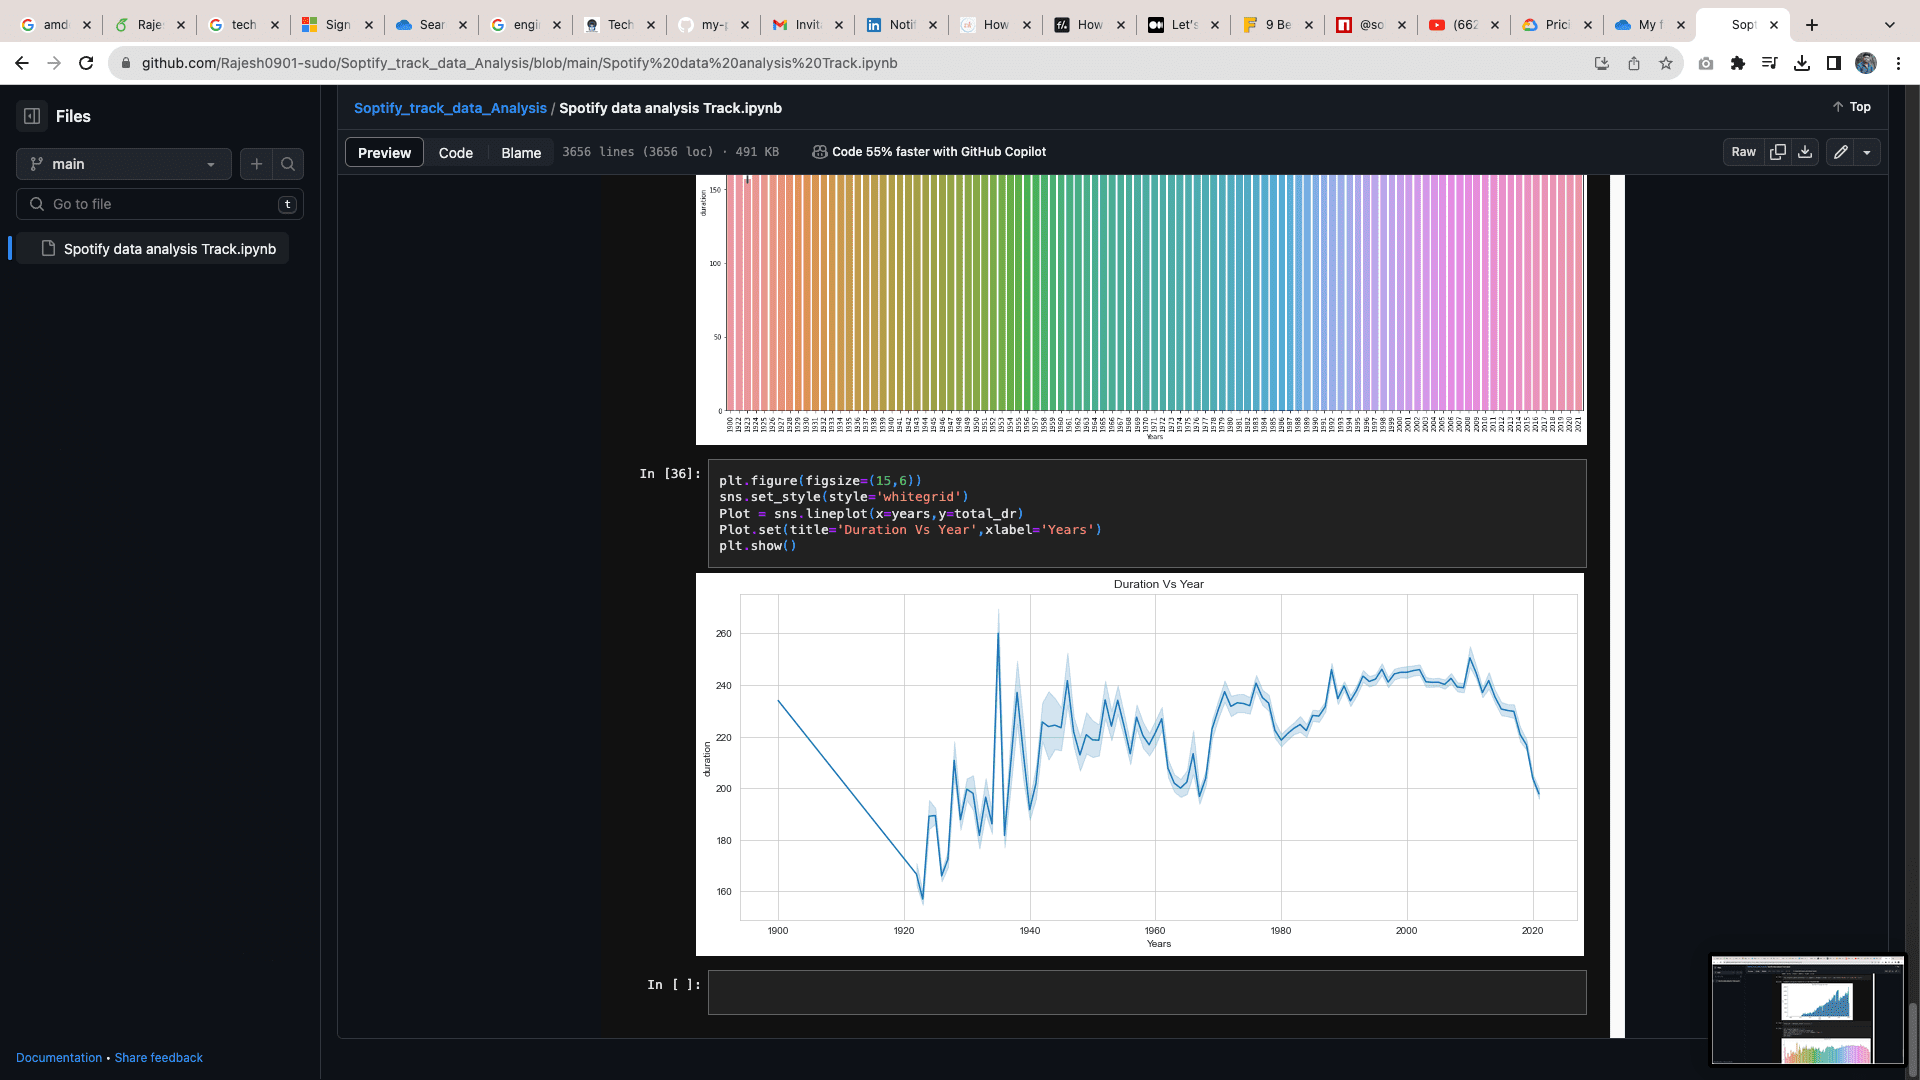 amd
Raje
tech
Sign
Sear
engi
Tech
my-p
Invit
Notif
How
How
Let's
9 Be
@so
(662
Prici
My f
Sopt
github.com/Rajesh0901-sudo/Soptify_track_data_Analysis/blob/main/Spotify%20data%20analysis%20Track.ipynb
Files
main
Go to file
t
Spotify data analysis Track.ipynb
Soptify_track_data_Analysis / Spotify data analysis Track.ipynb
Top
Preview Code Blame 3656 lines (3656 loc) · 491 KB Code 55% faster with GitHub Copilot Raw
150
duration
100
50
0
Years
In [36]:
plt.figure(figsize=(15,6))
sns.set_style(style='whitegrid')
Plot = sns.lineplot(x=years,y=total_dr)
Plot.set(title='Duration Vs Year',xlabel='Years')
plt.show()
Duration Vs Year
260
240
220
duration
200
180
160
1900 1920 1940 1960 1980 2000 2020
Years
In [ ]:
Documentation • Share feedback